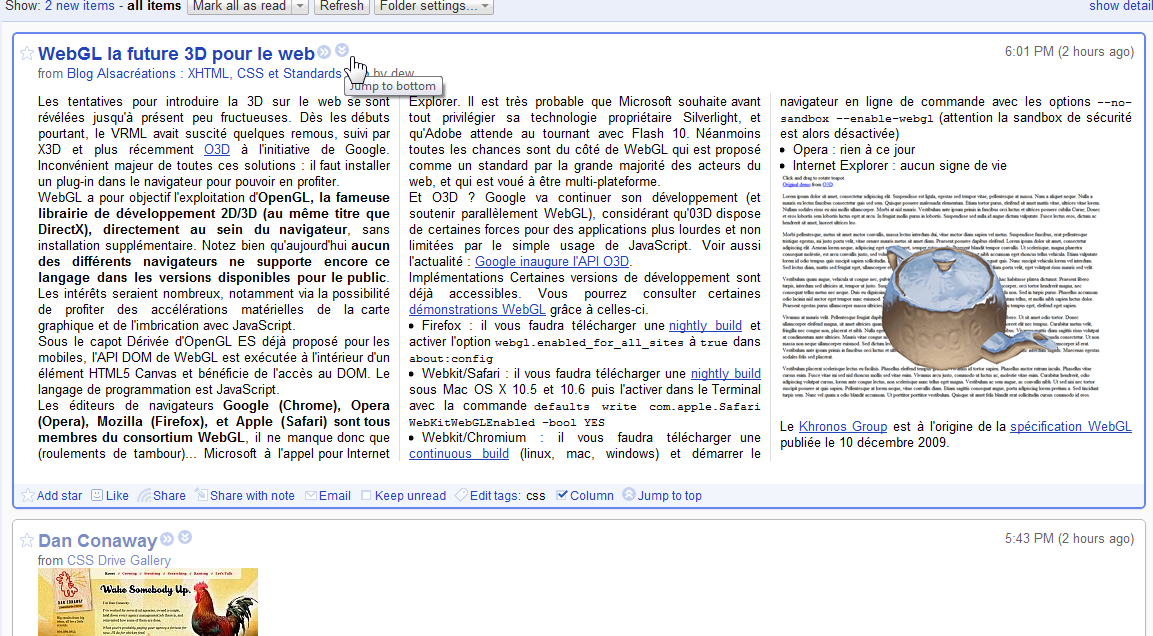 Show: 2 new items - all items Mark all as read Refresh Folder settings... show detail
WebGL la future 3D pour le web 6:01 PM (2 hours ago)
from Blog Alsacréations : XHTML, CSS et Standards by dew
Jump to bottom
Les tentatives pour introduire la 3D sur le web se sont
révélées jusqu'à présent peu fructueuses. Dès les débuts
pourtant, le VRML avait suscité quelques remous, suivi par
X3D et plus récemment O3D à l'initiative de Google.
Inconvénient majeur de toutes ces solutions : il faut installer
un plug-in dans le navigateur pour pouvoir en profiter.
WebGL a pour objectif l'exploitation d'OpenGL, la fameuse
librairie de développement 2D/3D (au même titre que
DirectX), directement au sein du navigateur, sans
installation supplémentaire. Notez bien qu'aujourd'hui aucun
des différents navigateurs ne supporte encore ce
langage dans les versions disponibles pour le public.
Les intérêts seraient nombreux, notamment via la possibilité
de profiter des accélérations matérielles de la carte
graphique et de l'imbrication avec JavaScript.
Sous le capot Dérivée d'OpenGL ES déjà proposé pour les
mobiles, l'API DOM de WebGL est exécutée à l'intérieur d'un
élément HTML5 Canvas et bénéficie de l'accès au DOM. Le
langage de programmation est JavaScript.
Les éditeurs de navigateurs Google (Chrome), Opera
(Opera), Mozilla (Firefox), et Apple (Safari) sont tous
membres du consortium WebGL, il ne manque donc que
(roulements de tambour)... Microsoft à l'appel pour Internet
Explorer. Il est très probable que Microsoft souhaite avant
tout privilégier sa technologie propriétaire Silverlight, et
qu'Adobe attende au tournant avec Flash 10. Néanmoins
toutes les chances sont du côté de WebGL qui est proposé
comme un standard par la grande majorité des acteurs du
web, et qui est voué à être multi-plateforme.
Et O3D ? Google va continuer son développement (et
soutenir parallèlement WebGL), considérant qu'03D dispose
de certaines forces pour des applications plus lourdes et non
limitées par le simple usage de JavaScript. Voir aussi
l'actualité : Google inaugure l'API O3D.
Implémentations Certaines versions de développement sont
déjà accessibles. Vous pourrez consulter certaines
démonstrations WebGL grâce à celles-ci.
• Firefox : il vous faudra télécharger une nightly build et
activer l'option webgl.enabled_for_all_sites à true dans
about:config
• Webkit/Safari : il vous faudra télécharger une nightly build
sous Mac OS X 10.5 et 10.6 puis l'activer dans le Terminal
avec la commande defaults write com.apple.Safari
WebKitWebGLEnabled -bool YES
• Webkit/Chromium : il vous faudra télécharger une
continuous build (linux, mac, windows) et démarrer le
navigateur en ligne de commande avec les options --no-
sandbox --enable-webgl (attention la sandbox de sécurité
est alors désactivée)
• Opera : rien à ce jour
• Internet Explorer : aucun signe de vie
Click and drag to rotate teapot.
Original demo from O3D
Le Khronos Group est à l'origine de la spécification WebGL
publiée le 10 décembre 2009.
Add star Like Share Share with note Email Keep unread Edit tags: css Column Jump to top
Dan Conaway 5:43 PM (2 hours ago)
from CSS Drive Gallery
Wake Somebody Up.
DAN CONAWAY